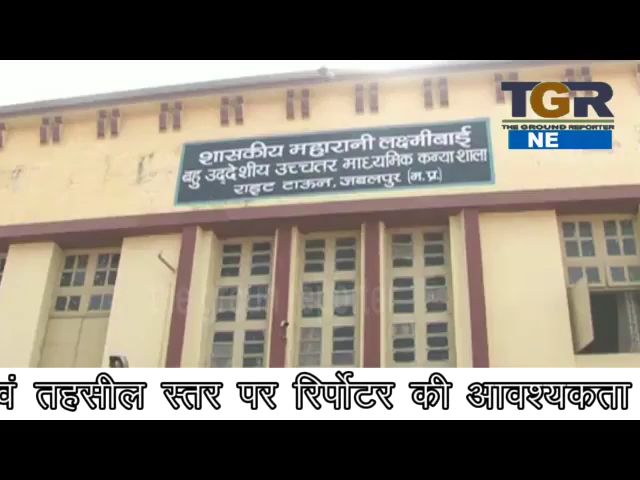 TGR
THE GROUND REPORTER
NE
शासकीय महारानी लक्ष्मीबाई
बहु उद्देशीय उच्चतर माध्यमिक कन्या शाला
राइट टाऊन, जबलपुर (म.प्र.)
वं तहसील स्तर पर रिर्पोटर की आवश्यकता